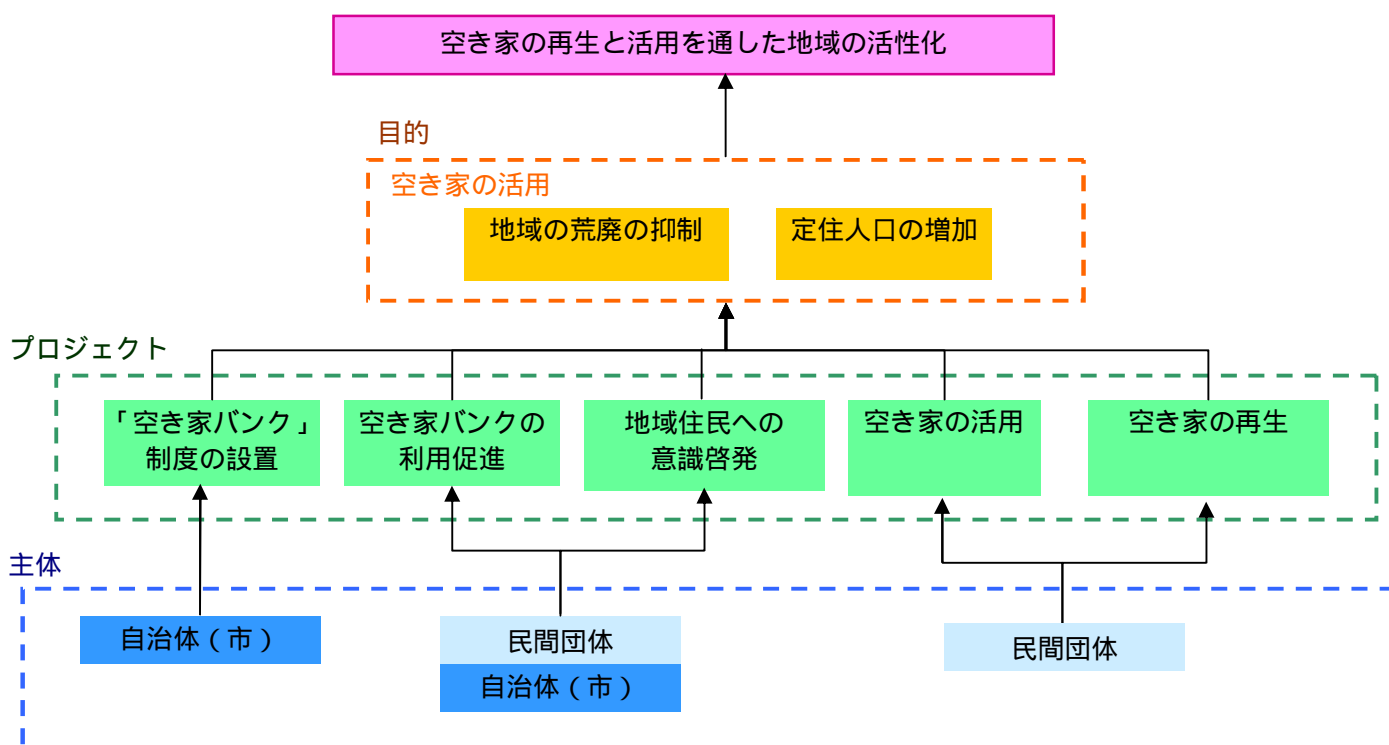 空き家の再生と活用を通した地域の活性化
目的
空き家の活用
地域の荒廃の抑制
定住人口の増加
プロジェクト
「空き家バンク」
制度の設置
空き家バンクの
利用促進
地域住民への
意識啓発
空き家の活用
空き家の再生
主体
自治体（市）
民間団体
自治体（市）
民間団体